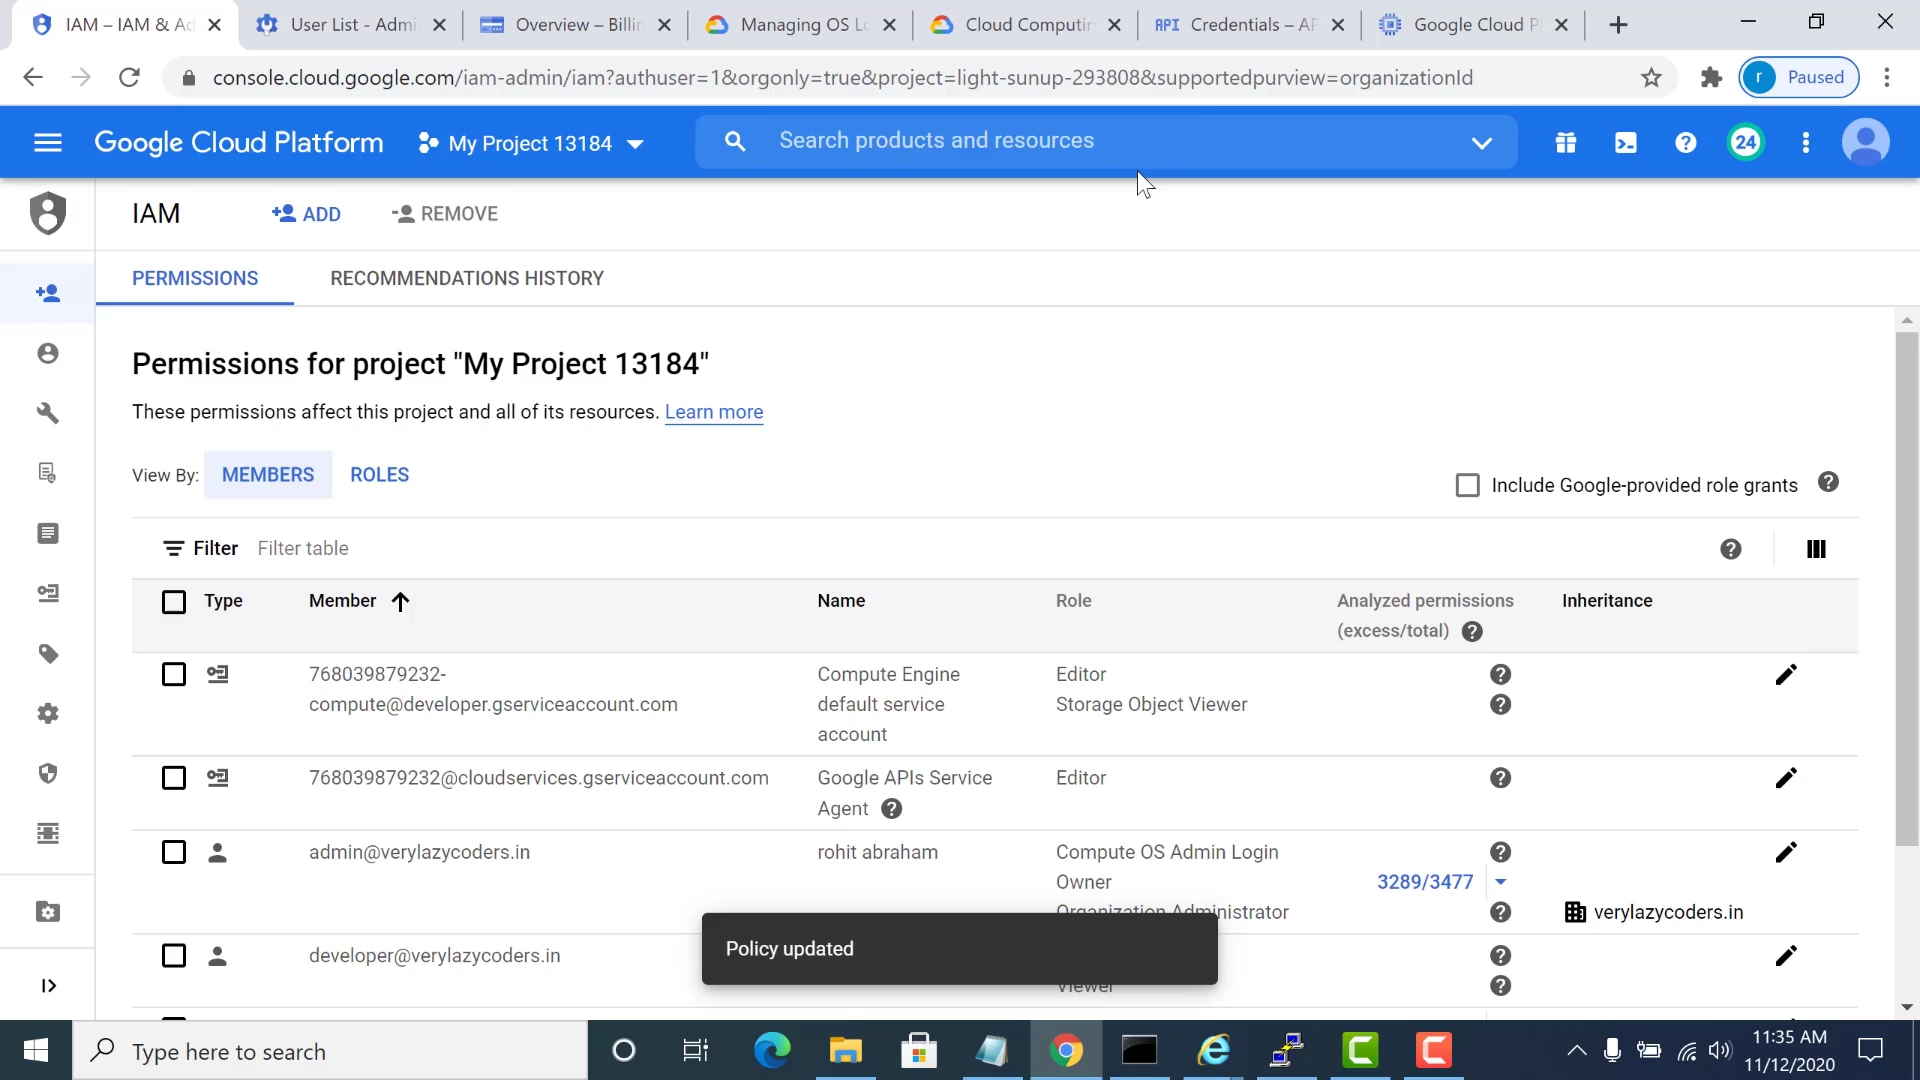 IAM – IAM & Ad
User List - Admi
Overview – Billin
Managing OS Lo
Cloud Computin
API Credentials – AP
Google Cloud P
console.cloud.google.com/iam-admin/iam?authuser=1&orgonly=true&project=light-sunup-293808&supportedpurview=organizationId
r Paused
Google Cloud Platform
My Project 13184
Search products and resources
24
IAM
ADD
REMOVE
PERMISSIONS
RECOMMENDATIONS HISTORY
Permissions for project "My Project 13184"
These permissions affect this project and all of its resources. Learn more
View By: MEMBERS ROLES
Include Google-provided role grants
Filter Filter table
Type Member Name Role Analyzed permissions (excess/total) Inheritance
768039879232-
compute@developer.gserviceaccount.com
Compute Engine
default service
account
Editor
Storage Object Viewer
768039879232@cloudservices.gserviceaccount.com
Google APIs Service
Agent
Editor
admin@verylazycoders.in
rohit abraham
Compute OS Admin Login
Owner
3289/3477
Organization Administrator
verylazycoders.in
developer@verylazycoders.in
Viewer
Policy updated
Type here to search
11:35 AM
11/12/2020